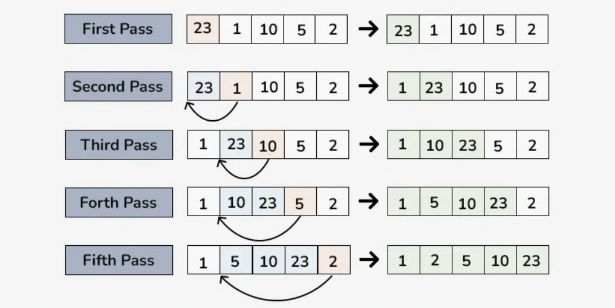 First Pass 23 1 10 5 2 → 23 1 10 5 2
Second Pass 23 1 10 5 2 → 1 23 10 5 2
Third Pass 1 23 10 5 2 → 1 10 23 5 2
Forth Pass 1 10 23 5 2 → 1 5 10 23 2
Fifth Pass 1 5 10 23 2 → 1 2 5 10 23